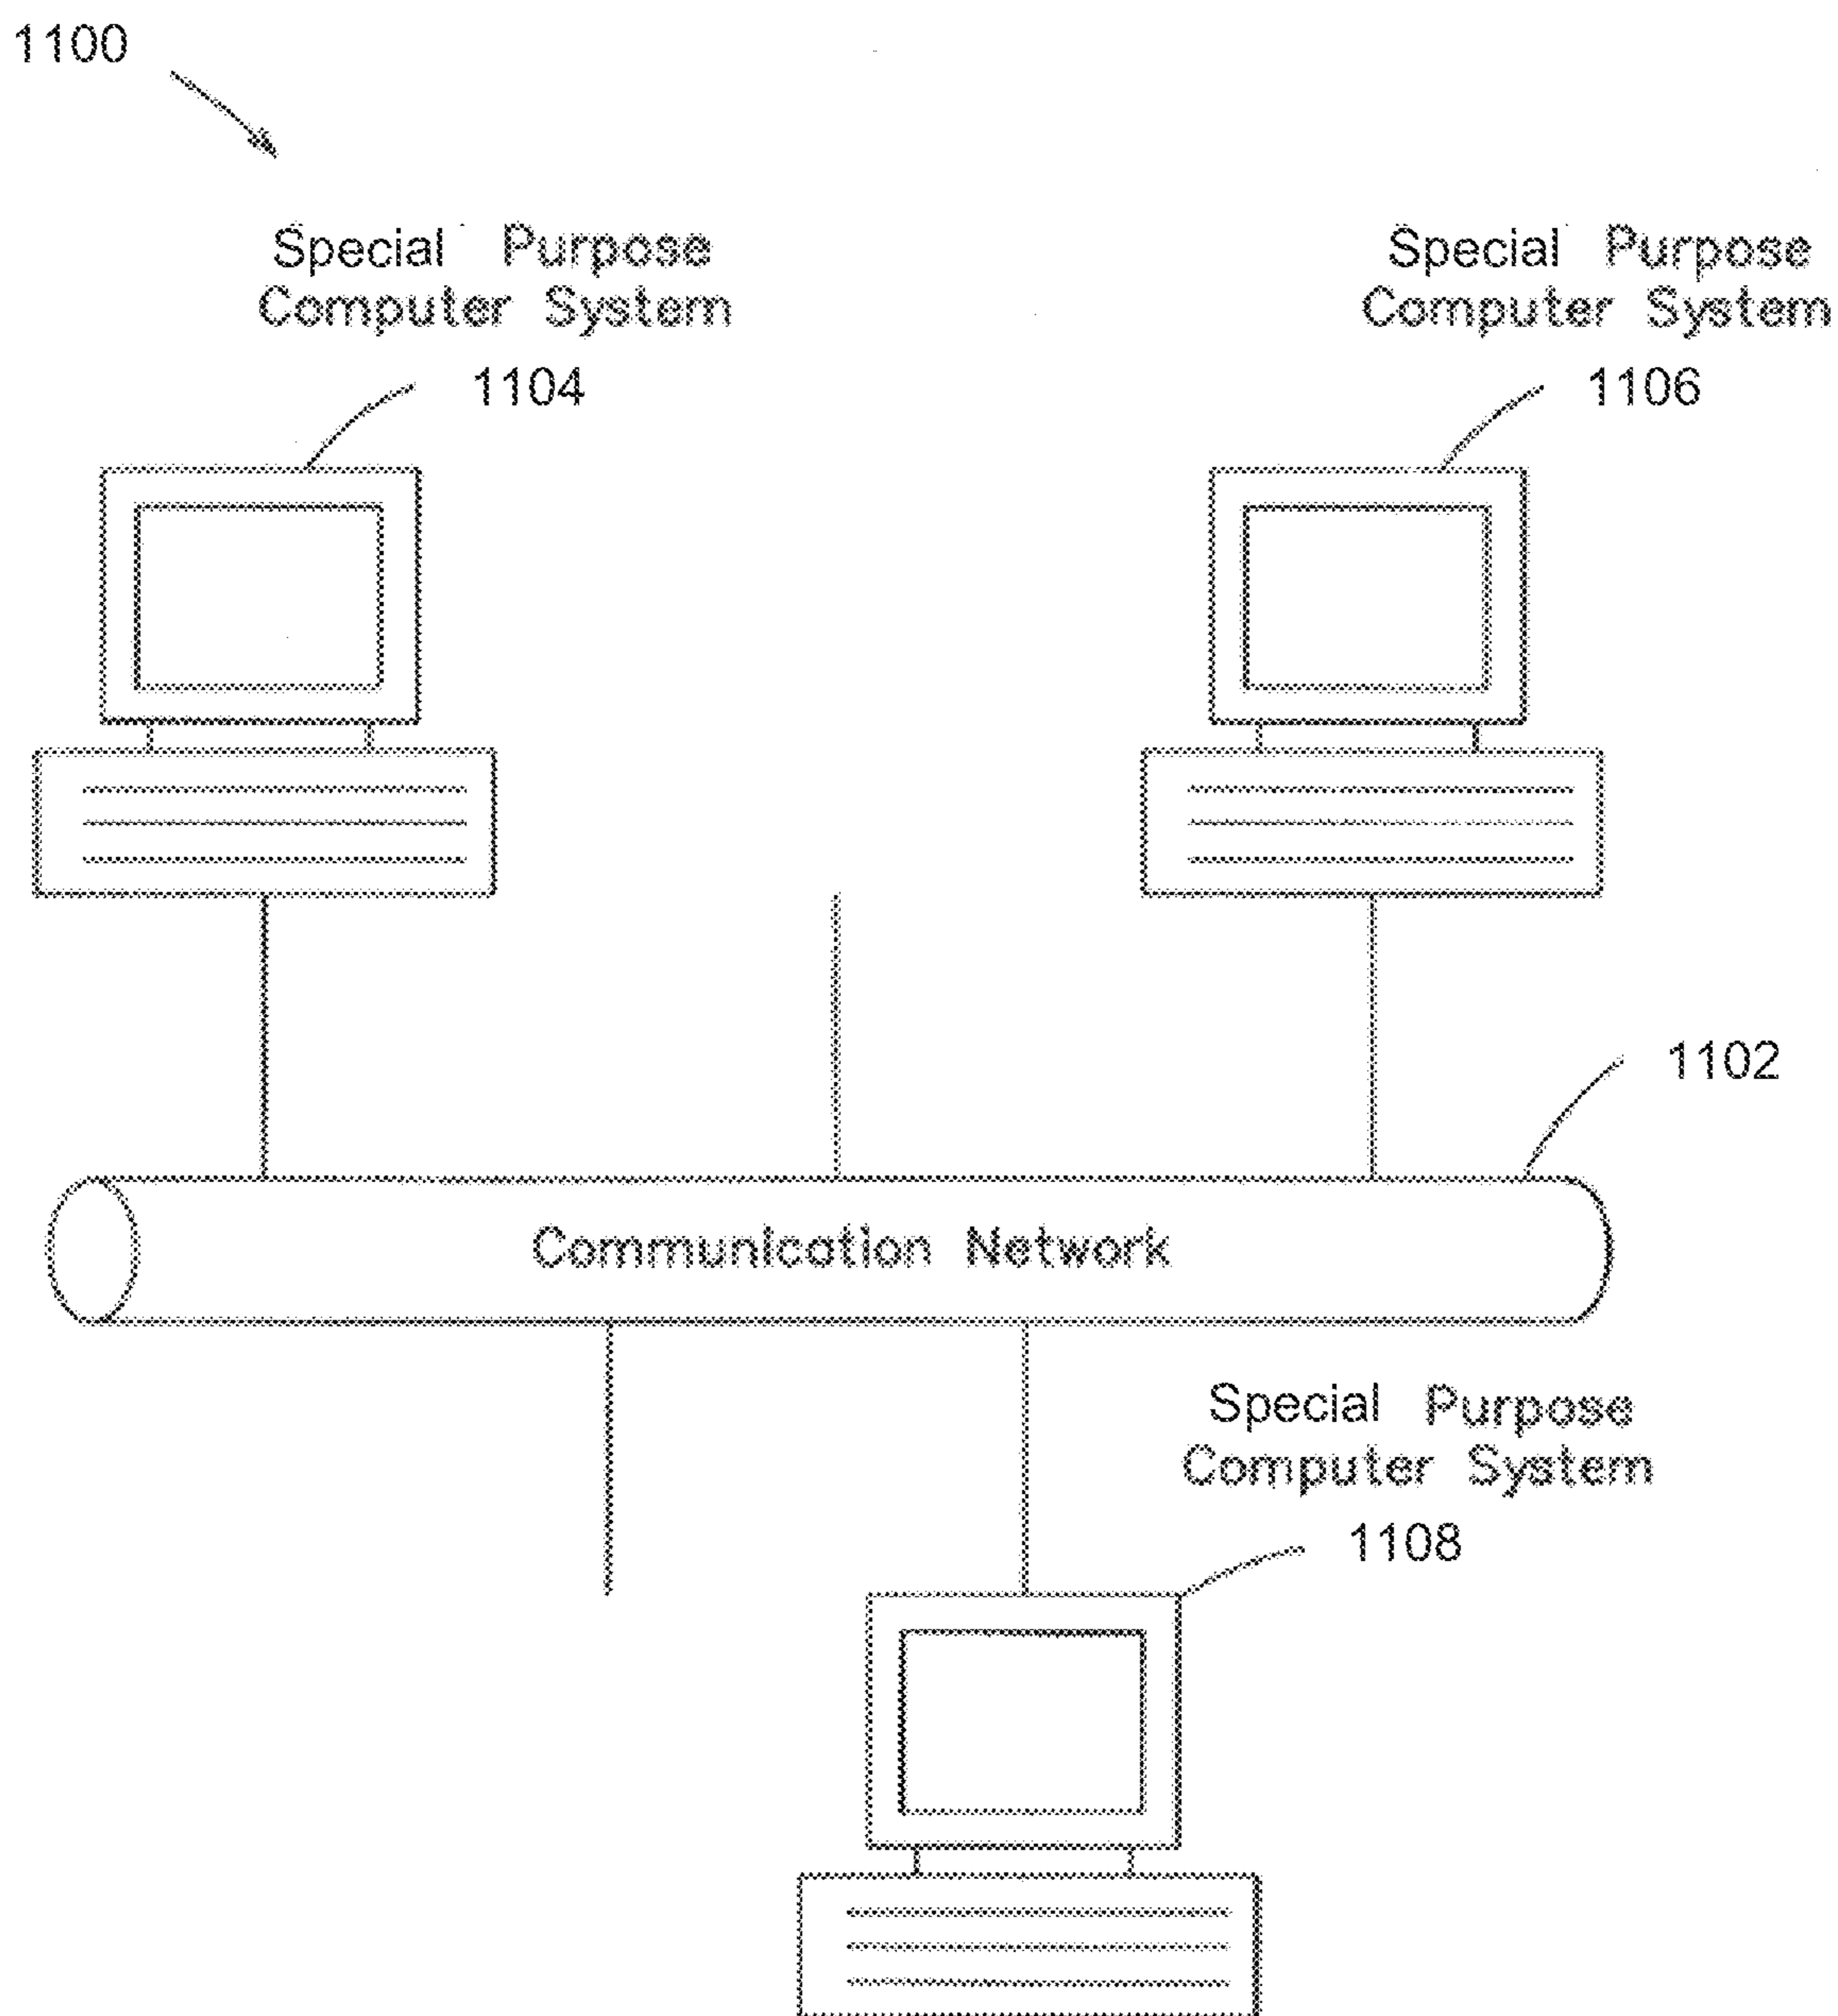 1100
Special Purpose
Computer System
1104
Special Purpose
Computer System
1106
1102
Communication Network
Special Purpose
Computer System
1108